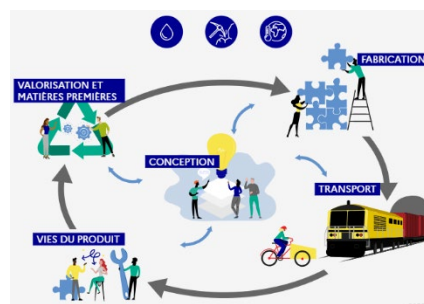 FABRICATION
VALORISATION ET
MATIÈRES PREMIÈRES
CONCEPTION
TRANSPORT
VIES DU PRODUIT